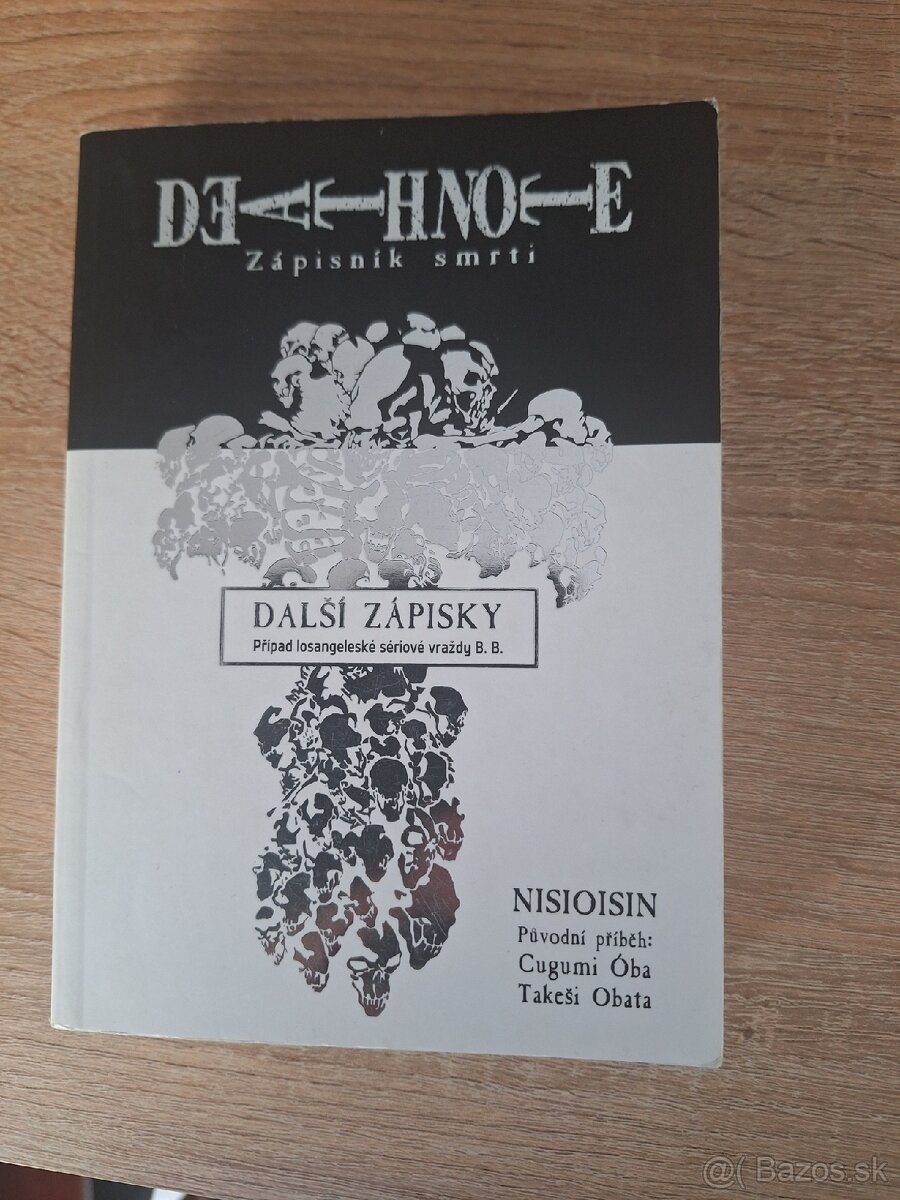 DEATH NOTE
Zápisník smrti
DALŠÍ ZÁPISKY
Případ losangeleské sériové vraždy B. B.
NISIOISIN
Původní příběh:
Cugumi Óba
Takeši Obata
@( Bazos.sk